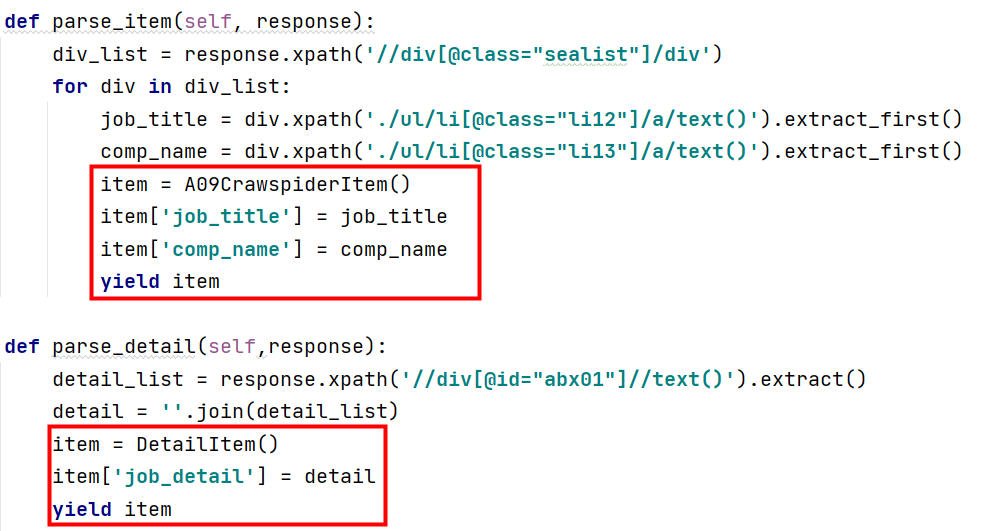 def parse_item(self, response):
div_list = response.xpath('//div[@class="sealist"]/div')
for div in div_list:
job_title = div.xpath('./ul/li[@class="li12"]/a/text()').extract_first()
comp_name = div.xpath('./ul/li[@class="li13"]/a/text()').extract_first()
item = A09CrawspiderItem()
item['job_title'] = job_title
item['comp_name'] = comp_name
yield item
def parse_detail(self,response):
detail_list = response.xpath('//div[@id="abx01"]//text()').extract()
detail = ''.join(detail_list)
item = DetailItem()
item['job_detail'] = detail
yield item